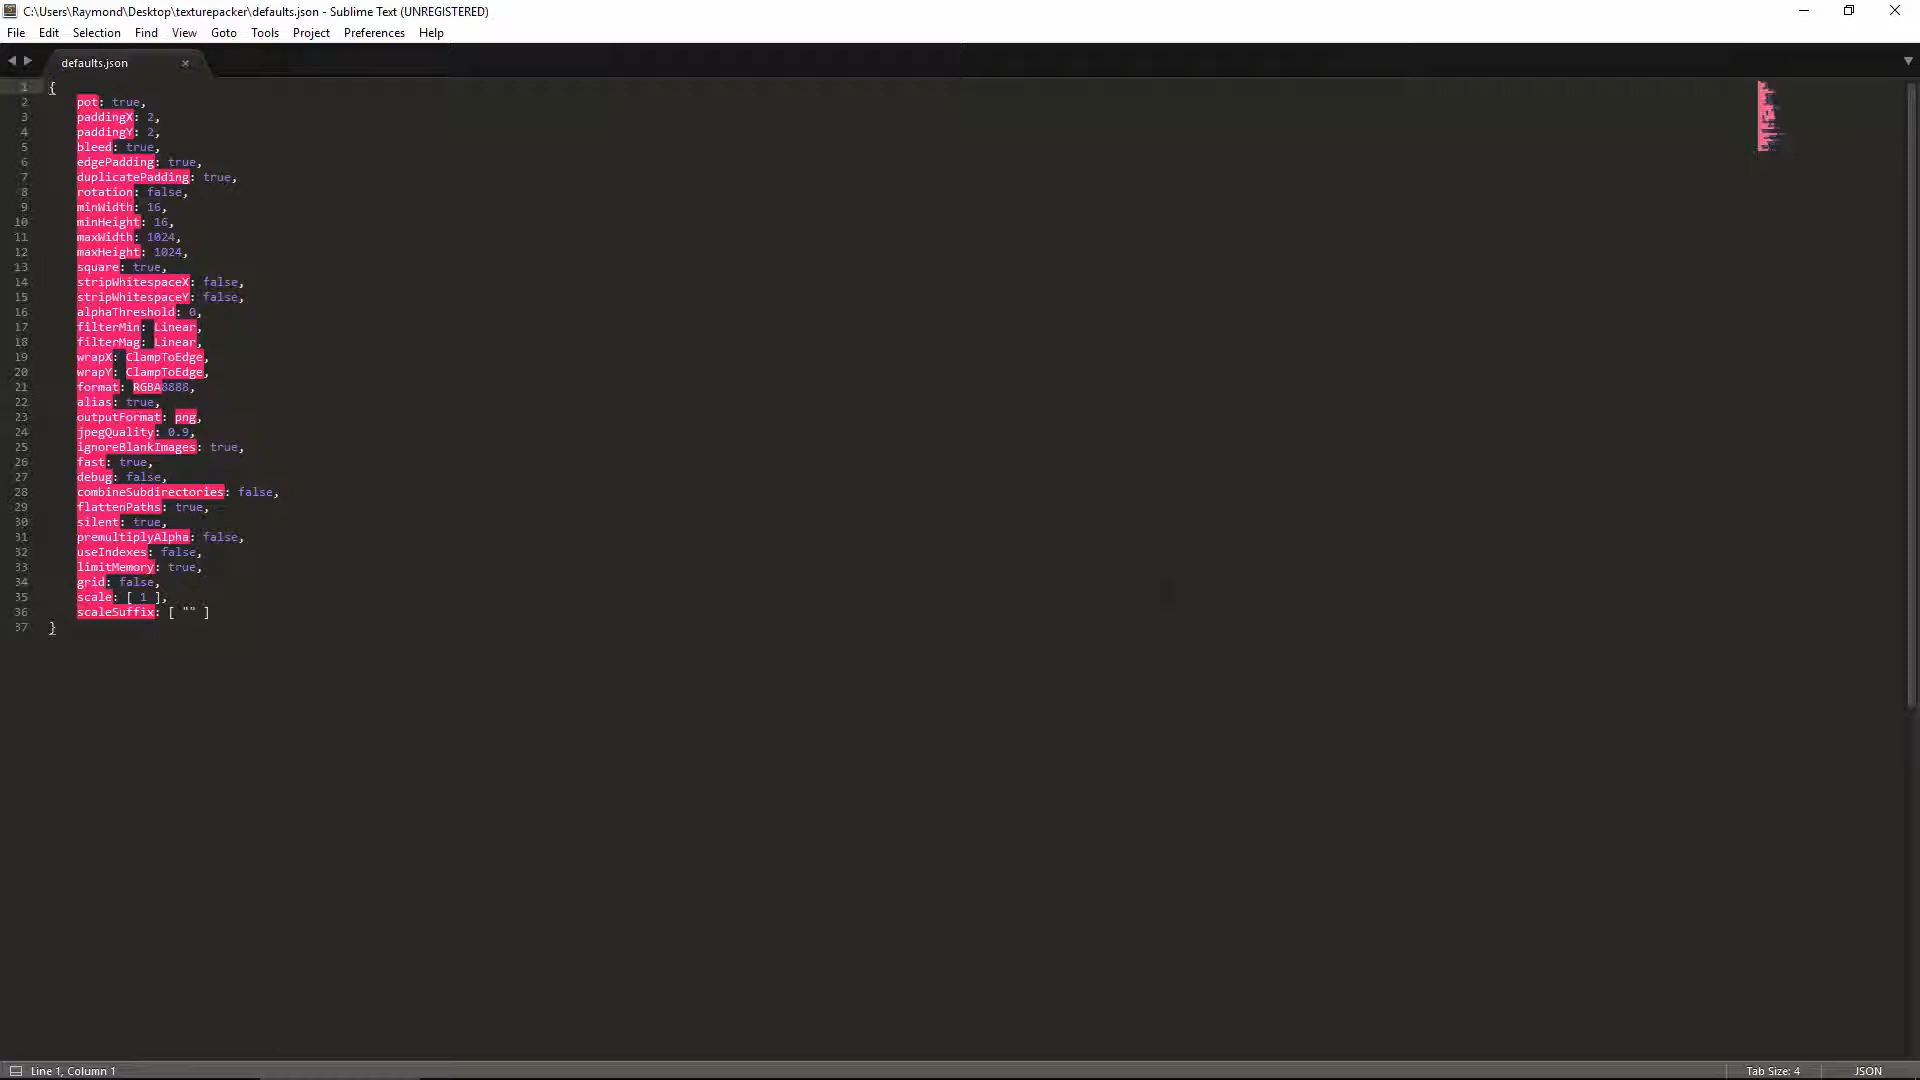 C:\Users\Raymond\Desktop\texturepacker\defaults.json - Sublime Text (UNREGISTERED)
File Edit Selection Find View Goto Tools Project Preferences Help
defaults.json
1 {
2 pot: true,
3 paddingX: 2,
4 paddingY: 2,
5 bleed: true,
6 edgePadding: true,
7 duplicatePadding: true,
8 rotation: false,
9 minWidth: 16,
10 minHeight: 16,
11 maxWidth: 1024,
12 maxHeight: 1024,
13 square: true,
14 stripWhitespaceX: false,
15 stripWhitespaceY: false,
16 alphaThreshold: 0,
17 filterMin: Linear,
18 filterMag: Linear,
19 wrapX: ClampToEdge,
20 wrapY: ClampToEdge,
21 format: RGBA8888,
22 alias: true,
23 outputFormat: png,
24 jpegQuality: 0.9,
25 ignoreBlankImages: true,
26 fast: true,
27 debug: false,
28 combineSubdirectories: false,
29 flattenPaths: true,
30 silent: true,
31 premultiplyAlpha: false,
32 useIndexes: false,
33 limitMemory: true,
34 grid: false,
35 scale: [ 1 ],
36 scaleSuffix: [ "" ]
37 }
Line 1, Column 1 Tab Size: 4 JSON